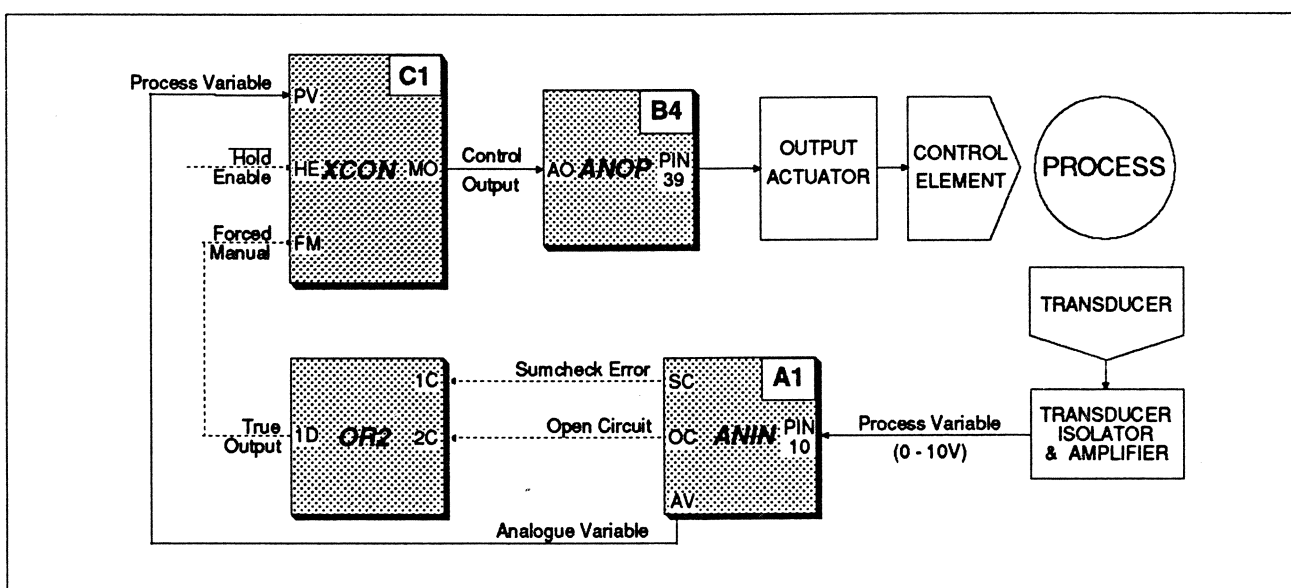 C1
Process Variable
PV
Hold
Enable
HE
XCON
MO
Forced
Manual
FM
Control
Output
B4
AO
ANOP
PIN
39
OUTPUT
ACTUATOR
CONTROL
ELEMENT
PROCESS
TRANSDUCER
TRANSDUCER
ISOLATOR
& AMPLIFIER
Process Variable
(0 - 10V)
A1
SC
OC
ANIN
PIN
10
AV
Sumcheck Error
Open Circuit
1C
2C
OR2
1D
True
Output
Analogue Variable